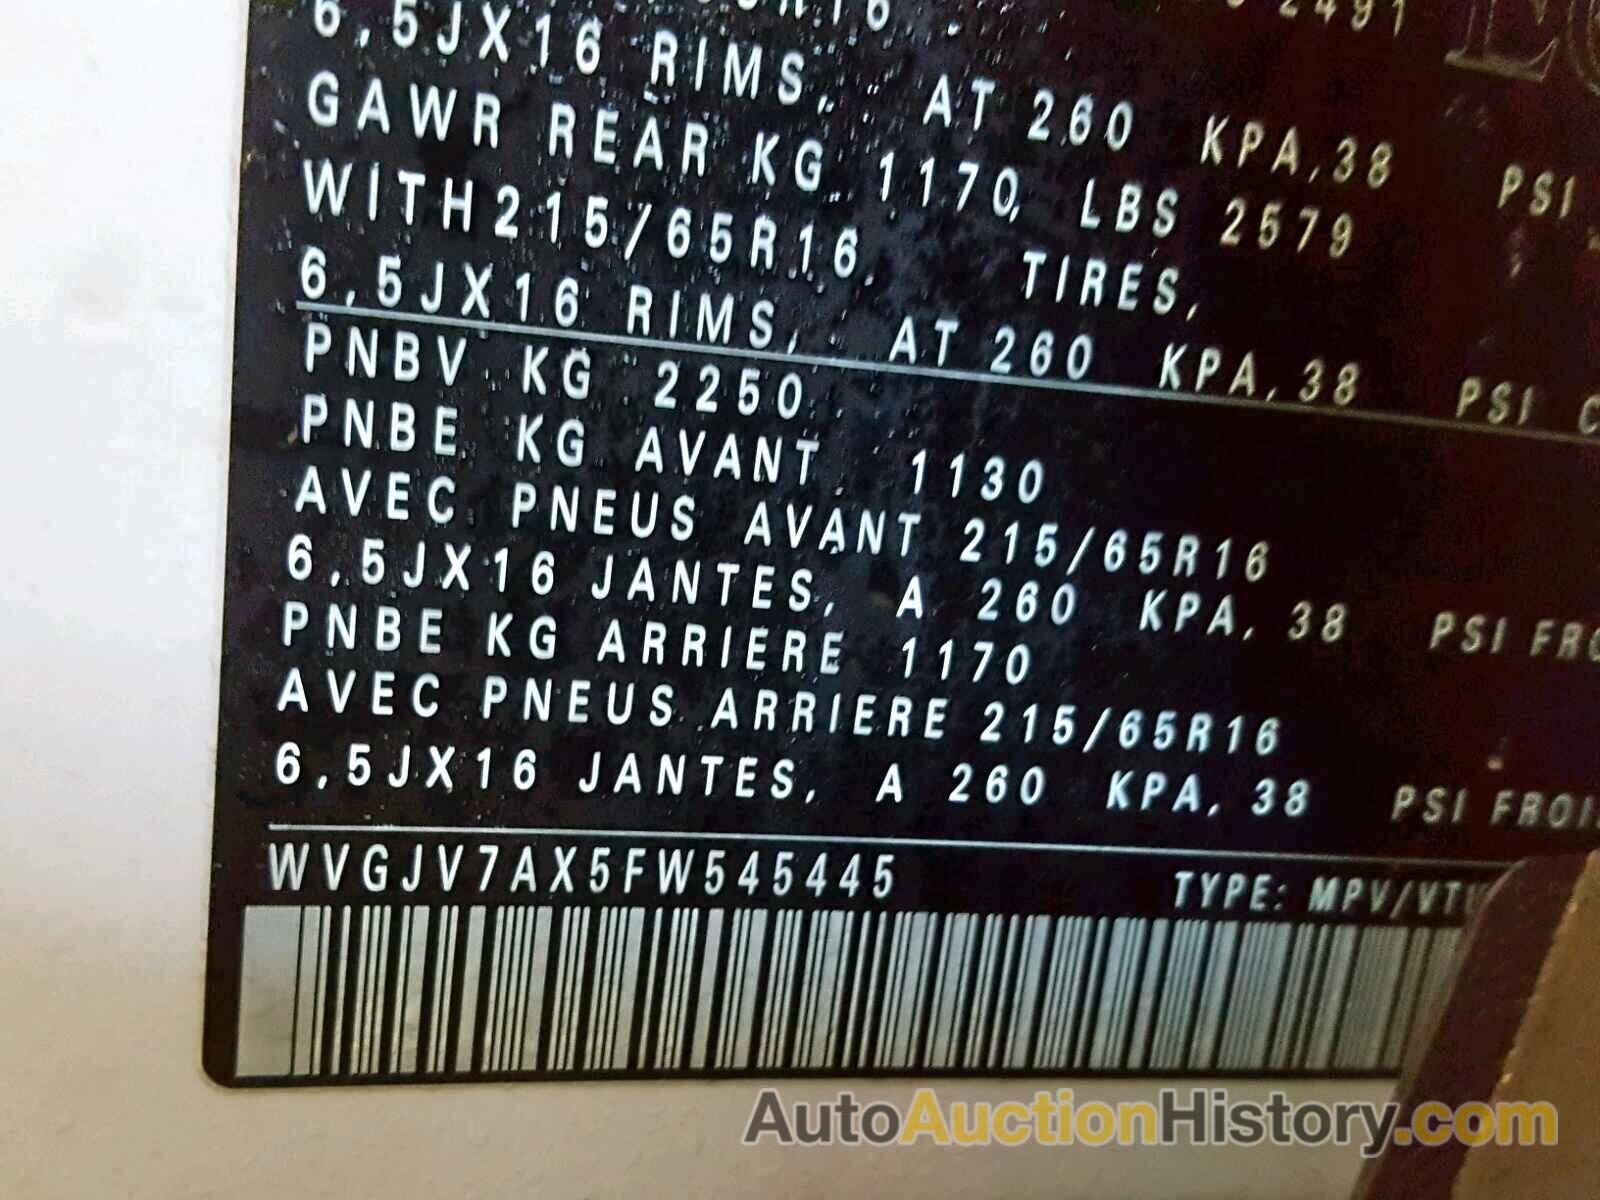 2491
6,5JX16 RIMS, AT 260 KPA,38 PSI
GAWR REAR KG 1170, LBS 2579
WITH215/65R16, TIRES,
6,5JX16 RIMS, AT 260 KPA,38 PSI C
PNBV KG 2250
PNBE KG AVANT 1130
AVEC PNEUS AVANT 215/65R16
6,5JX16 JANTES, A 260 KPA, 38 PSI FRO
PNBE KG ARRIERE 1170
AVEC PNEUS ARRIERE 215/65R16
6,5JX16 JANTES, A 260 KPA, 38 PSI FROI
WVGJV7AX5FW545445 TYPE: MPV/VTU
AutoAuctionHistory.com